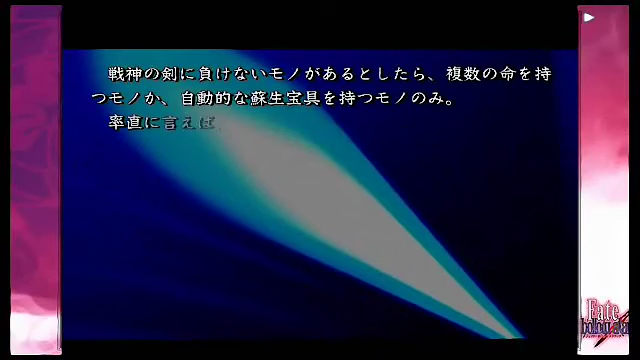 戦神の剣に負けないモノがあるとしたら、複数の命を持
つモノか、自動的な蘇生宝具を持つモノのみ。
率直に言えば
Fate
hollow ataraxia